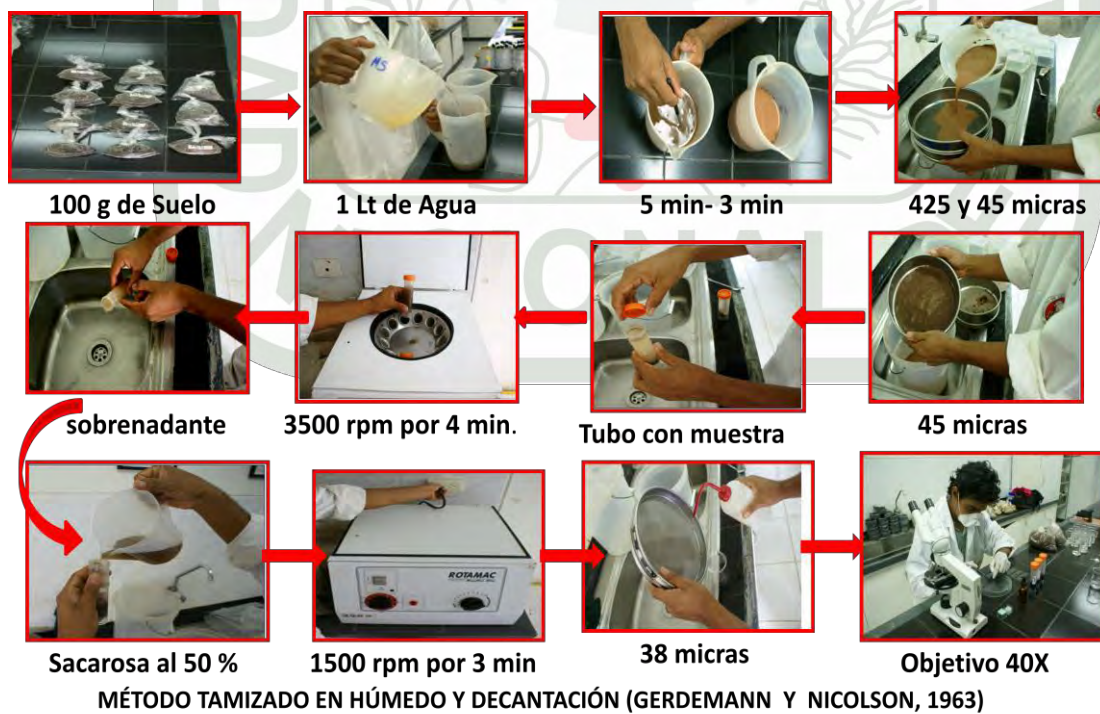 MS
100 g de Suelo
1 Lt de Agua
5 min- 3 min
425 y 45 micras
sobrenadante
3500 rpm por 4 min.
Tubo con muestra
45 micras
Sacarosa al 50 %
ROTAMAC
1500 rpm por 3 min
38 micras
Objetivo 40X
MÉTODO TAMIZADO EN HÚMEDO Y DECANTACIÓN (GERDEMANN Y NICOLSON, 1963)